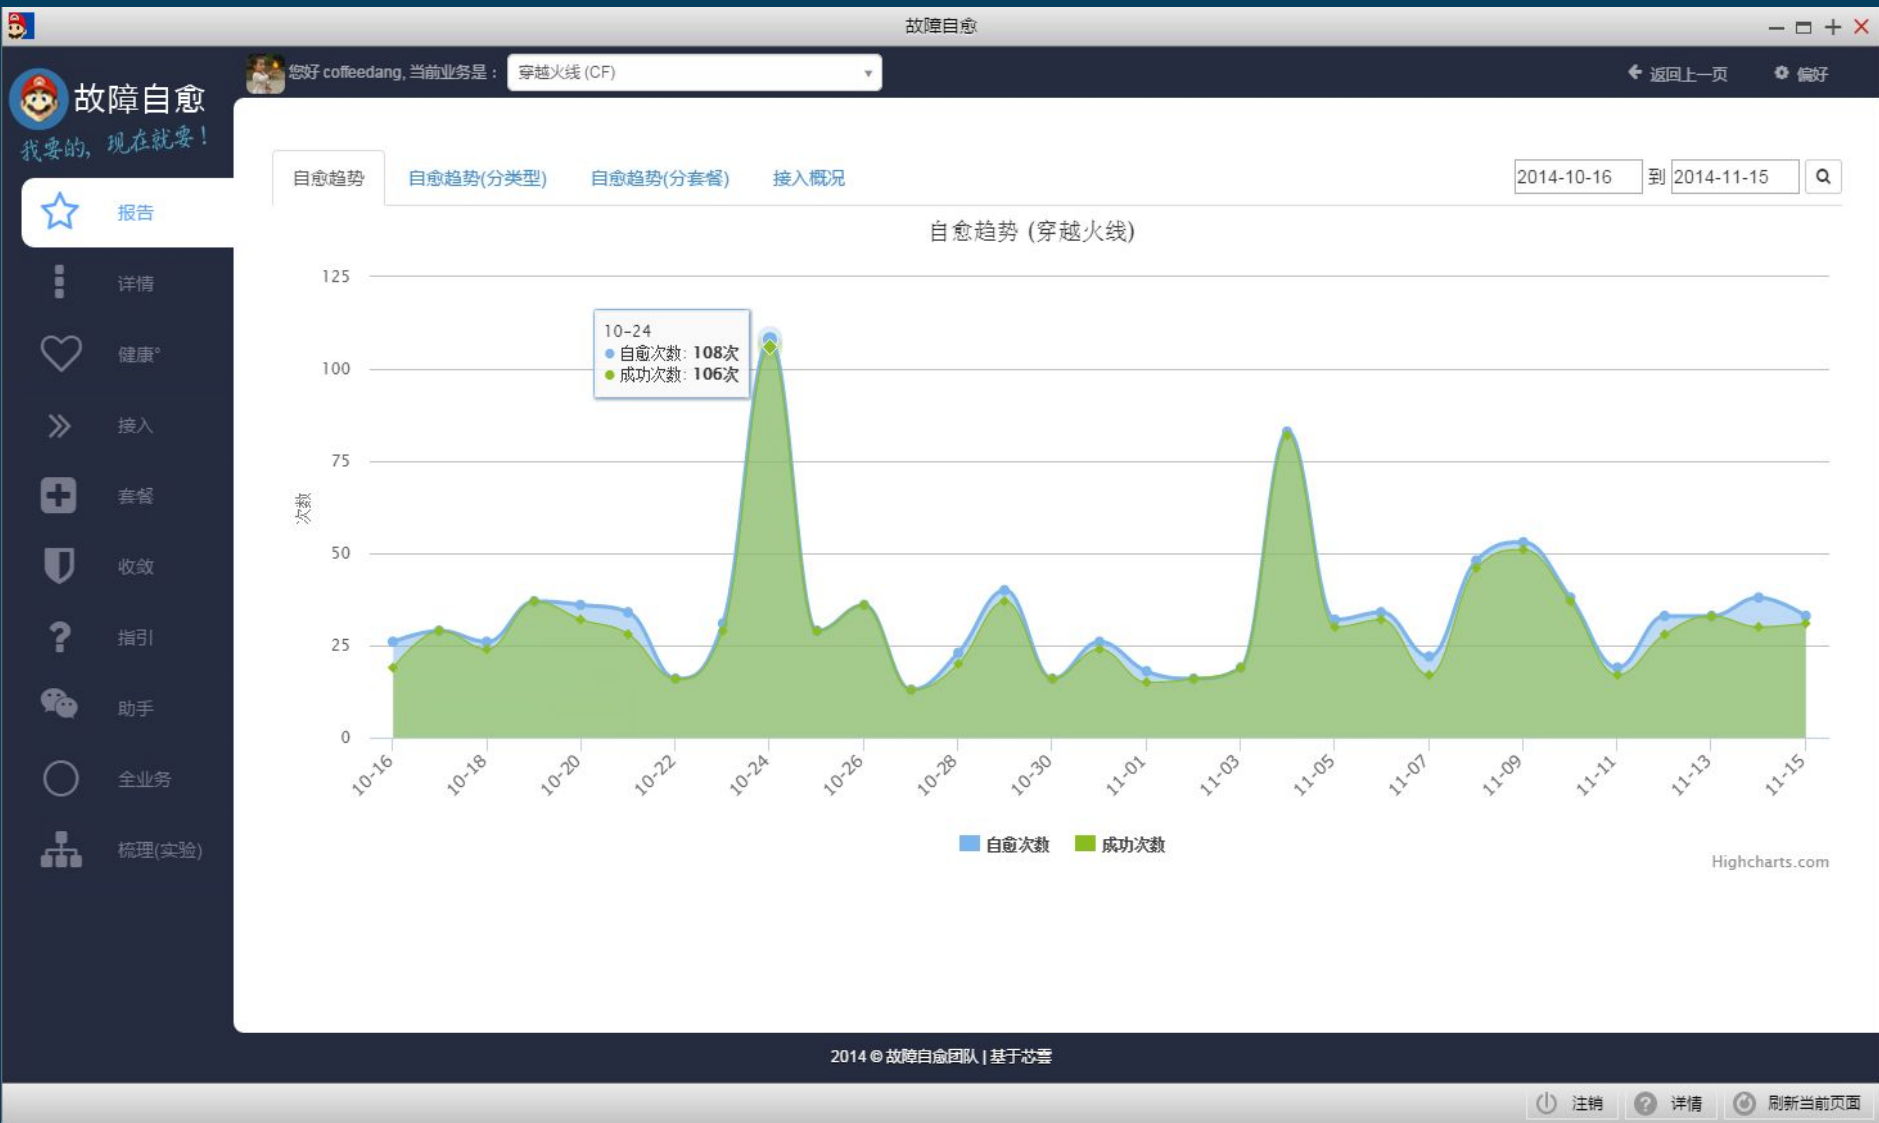 故障自愈
故障自愈
我要的, 现在就要!
您好 coffeedang, 当前业务是：
穿越火线 (CF)
返回上一页
偏好
报告
详情
健康°
接入
套餐
收敛
指引
助手
全业务
梳理(实验)
自愈趋势
自愈趋势(分类型)
自愈趋势(分套餐)
接入概况
2014-10-16 到 2014-11-15
自愈趋势 (穿越火线)
次数
125
100
75
50
25
0
10-24
自愈次数: 108次
成功次数: 106次
10-16
10-18
10-20
10-22
10-24
10-26
10-28
10-30
11-01
11-03
11-05
11-07
11-09
11-11
11-13
11-15
自愈次数
成功次数
Highcharts.com
2014 © 故障自愈团队 | 基于芯雲
注销
详情
刷新当前页面